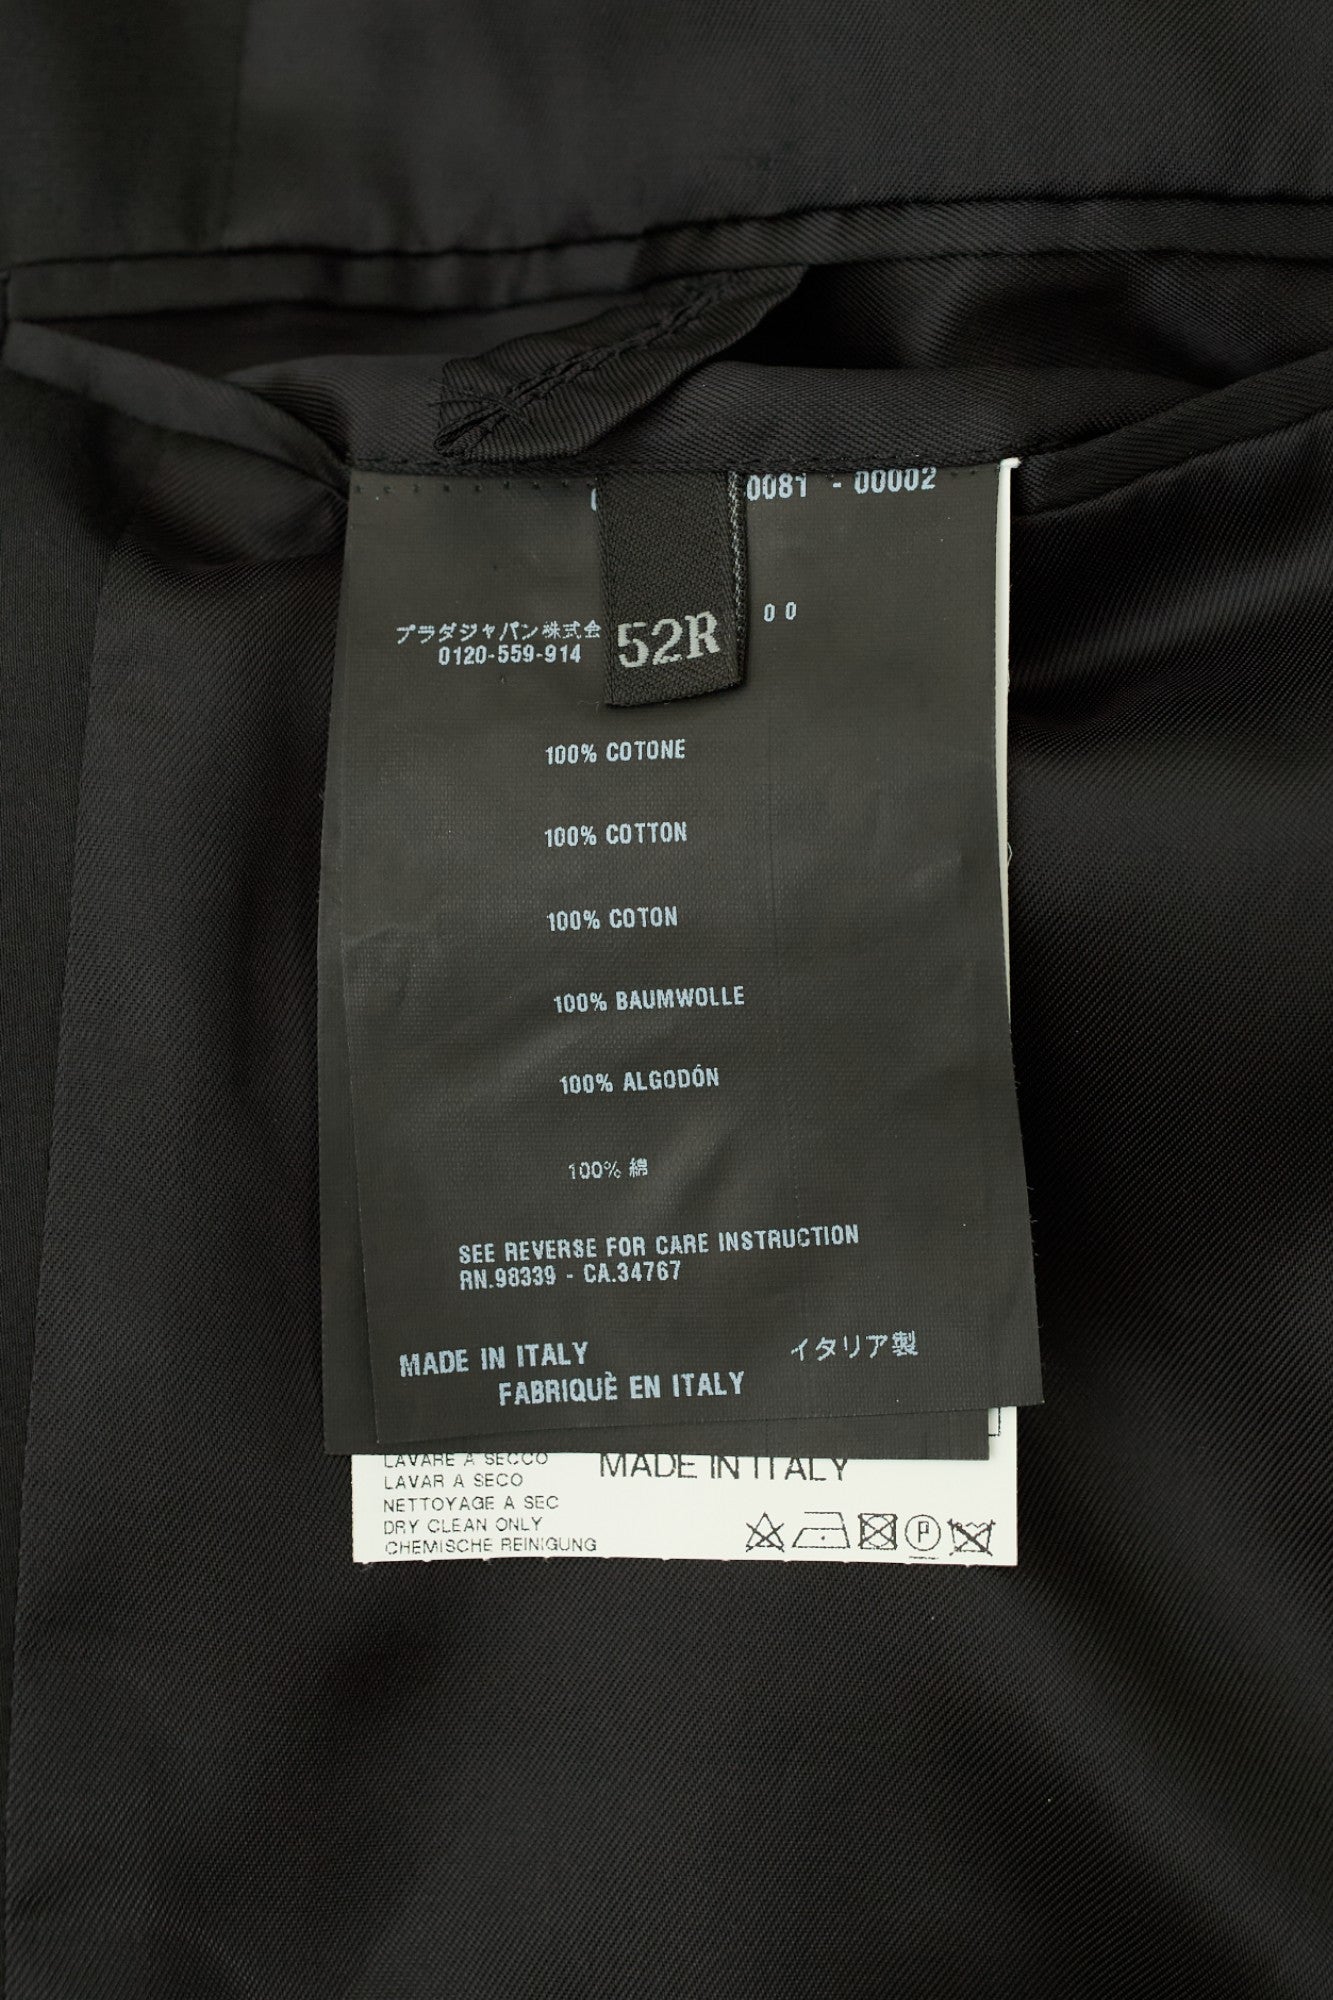 0081 - 00002
プラダジャパン株式会
0120-559-914
52R
00
100% COTONE
100% COTTON
100% COTON
100% BAUMWOLLE
100% ALGODÓN
100% 綿
SEE REVERSE FOR CARE INSTRUCTION
RN.98339 - CA.34767
MADE IN ITALY
イタリア製
FABRIQUÈ EN ITALY
LAVARE A SECCO
MADE IN ITALY
LAVAR A SECO
NETTOYAGE A SEC
DRY CLEAN ONLY
CHEMISCHE REINIGUNG
P